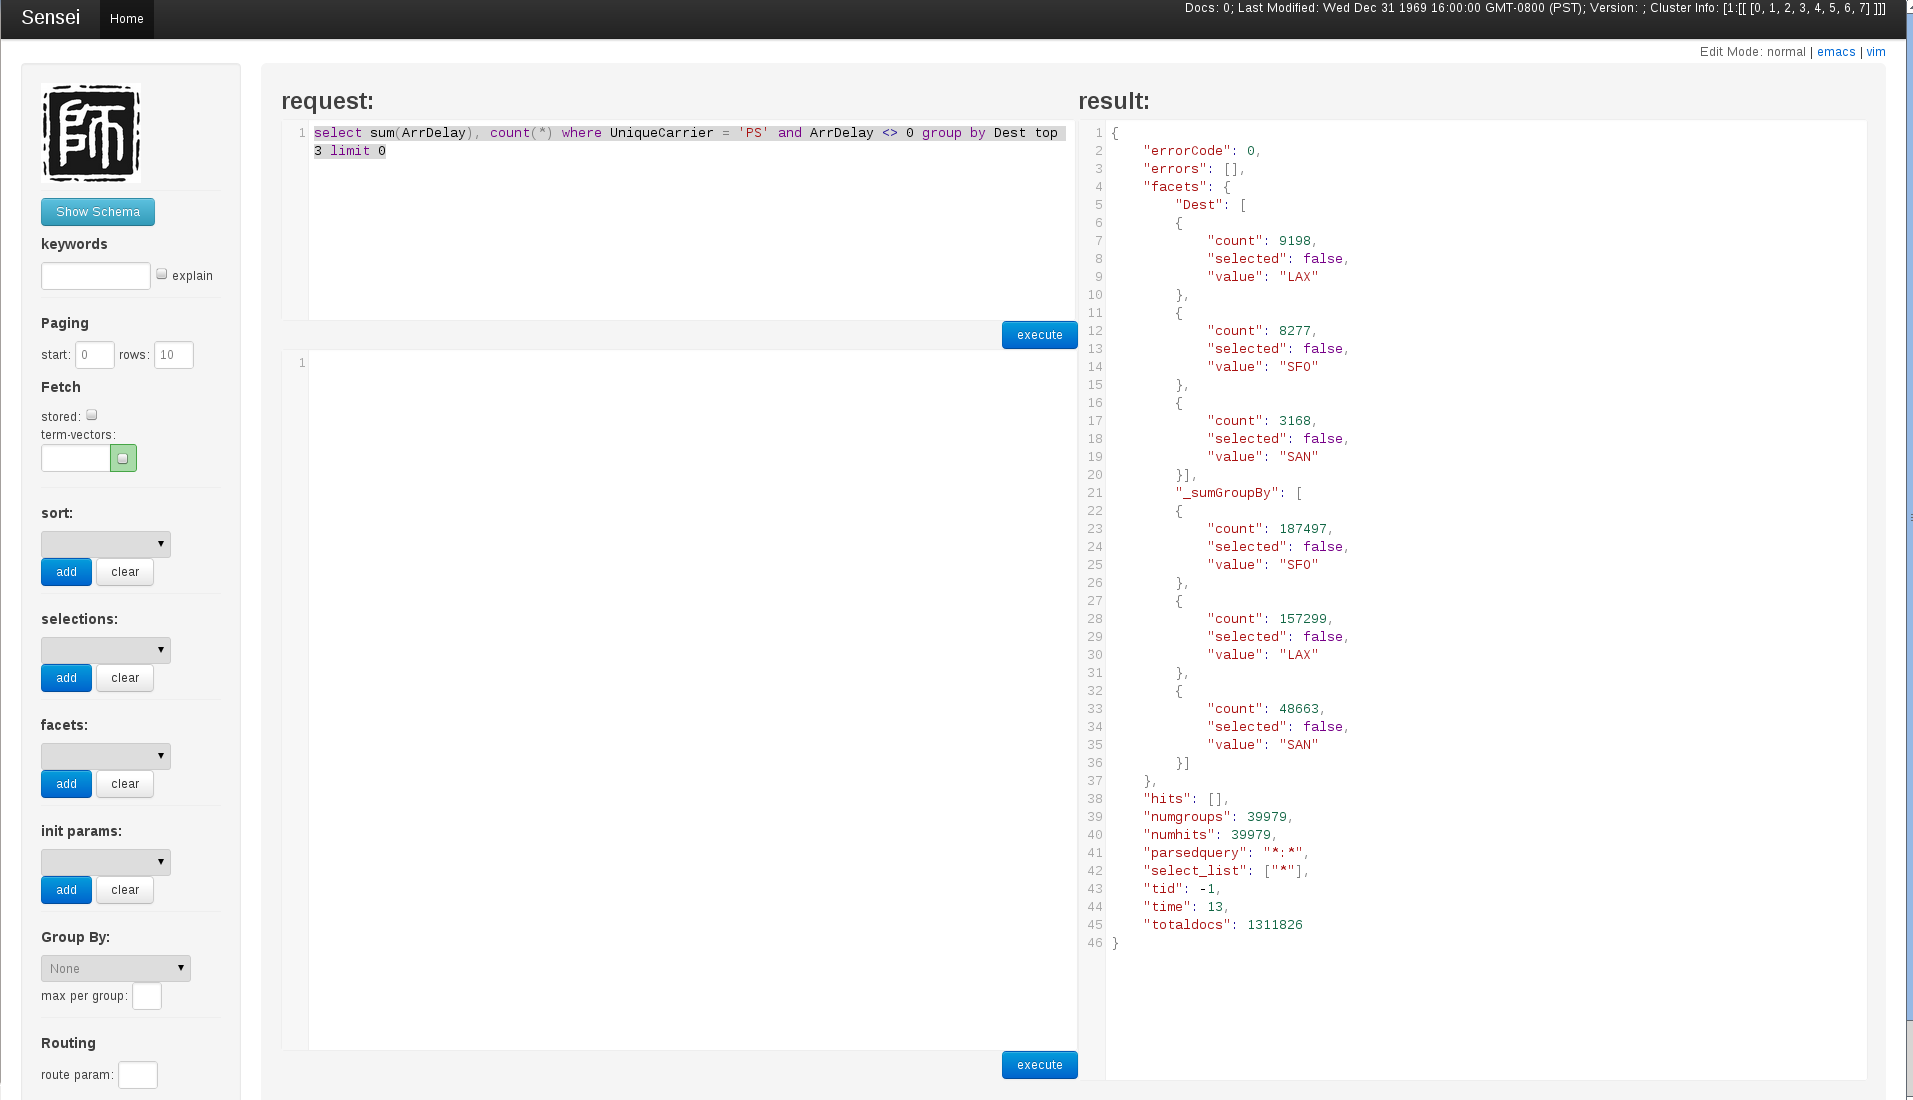 Sensei
Home
Docs: 0; Last Modified: Wed Dec 31 1969 16:00:00 GMT-0800 (PST); Version: ; Cluster Info: [1:[[ [0, 1, 2, 3, 4, 5, 6, 7] ]]]
Edit Mode: normal | emacs | vim
師
Show Schema
keywords
explain
Paging
start: 0 rows: 10
Fetch
stored:
term-vectors:
sort:
add clear
selections:
add clear
facets:
add clear
init params:
add clear
Group By:
None
max per group:
Routing
route param:
request:
1 select sum(ArrDelay), count(*) where UniqueCarrier = 'PS' and ArrDelay <> 0 group by Dest top
3 limit 0
execute
1
execute
result:
1 {
2 "errorCode": 0,
3 "errors": [],
4 "facets": {
5 "Dest": [
6 {
7 "count": 9198,
8 "selected": false,
9 "value": "LAX"
10 },
11 {
12 "count": 8277,
13 "selected": false,
14 "value": "SFO"
15 },
16 {
17 "count": 3168,
18 "selected": false,
19 "value": "SAN"
20 }],
21 "_sumGroupBy": [
22 {
23 "count": 187497,
24 "selected": false,
25 "value": "SFO"
26 },
27 {
28 "count": 157299,
29 "selected": false,
30 "value": "LAX"
31 },
32 {
33 "count": 48663,
34 "selected": false,
35 "value": "SAN"
36 }]
37 },
38 "hits": [],
39 "numgroups": 39979,
40 "numhits": 39979,
41 "parsedquery": "*:*",
42 "select_list": ["*"],
43 "tid": -1,
44 "time": 13,
45 "totaldocs": 1311826
46 }